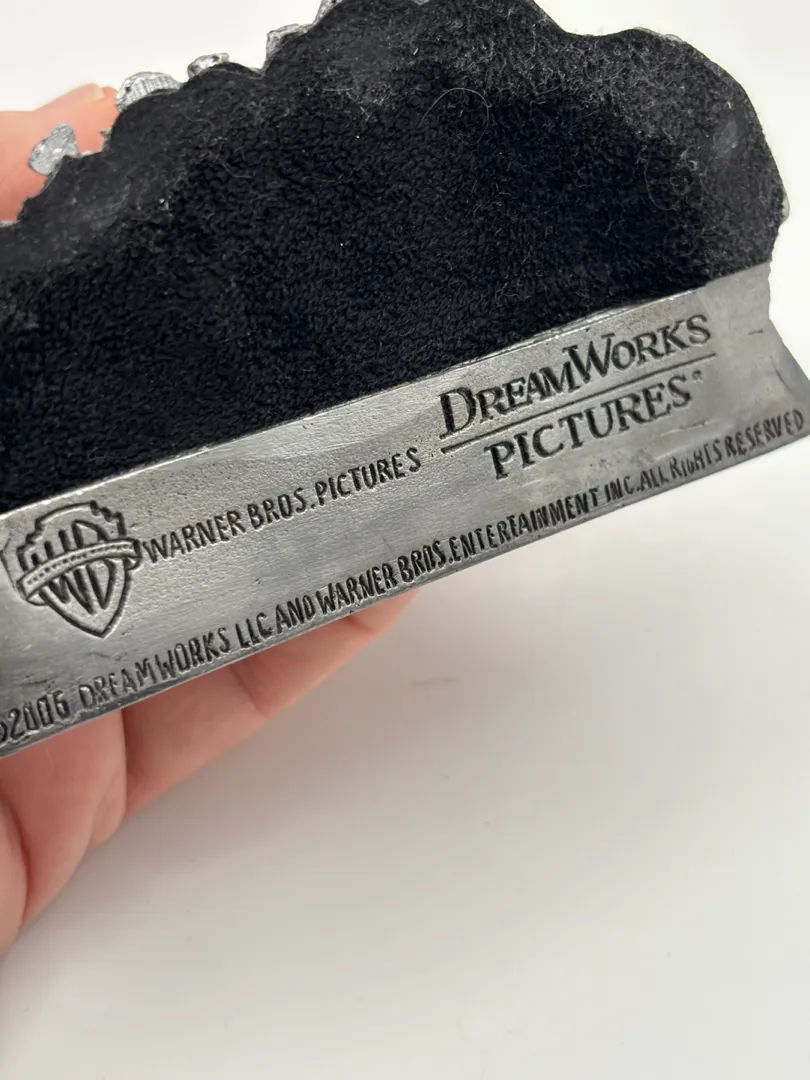 DREAMWORKS
PICTURES
WB WARNER BROS. PICTURES
©2006 DREAMWORKS LLC AND WARNER BROS. ENTERTAINMENT INC. ALL RIGHTS RESERVED